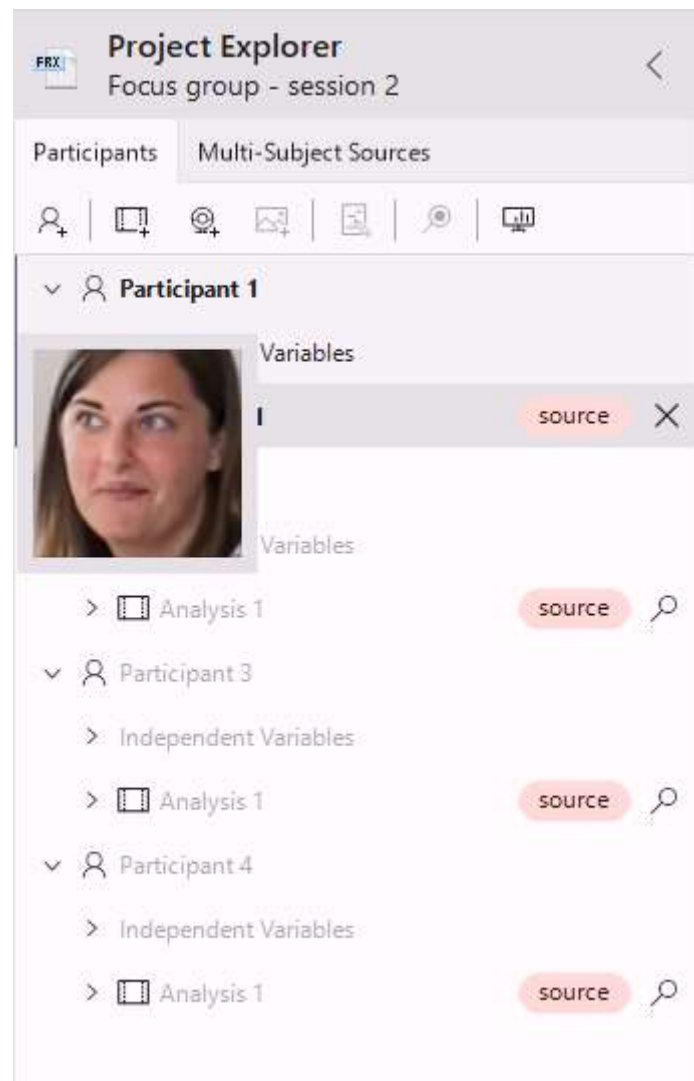 FRX
Project Explorer
Focus group - session 2
Participants Multi-Subject Sources
Participant 1
Variables
source
Variables
Analysis 1 source
Participant 3
Independent Variables
Analysis 1 source
Participant 4
Independent Variables
Analysis 1 source